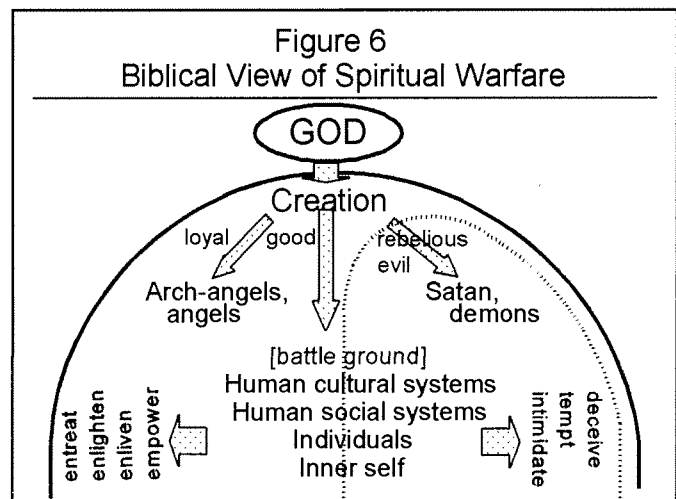 Figure 6
Biblical View of Spiritual Warfare
GOD
Creation
loyal good rebelious
evil
Arch-angels,
angels
Satan,
demons
[battle ground]
Human cultural systems
Human social systems
Individuals
Inner self
entreat
enlighten
enliven
empower
deceive
tempt
intimidate